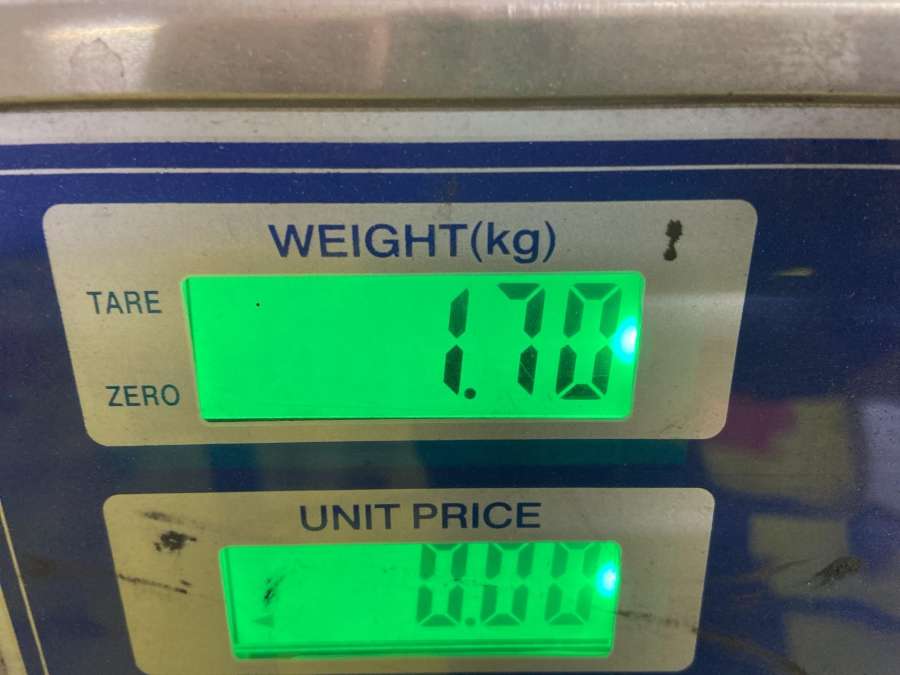 WEIGHT(kg)
TARE
1.70
ZERO
UNIT PRICE
0.00